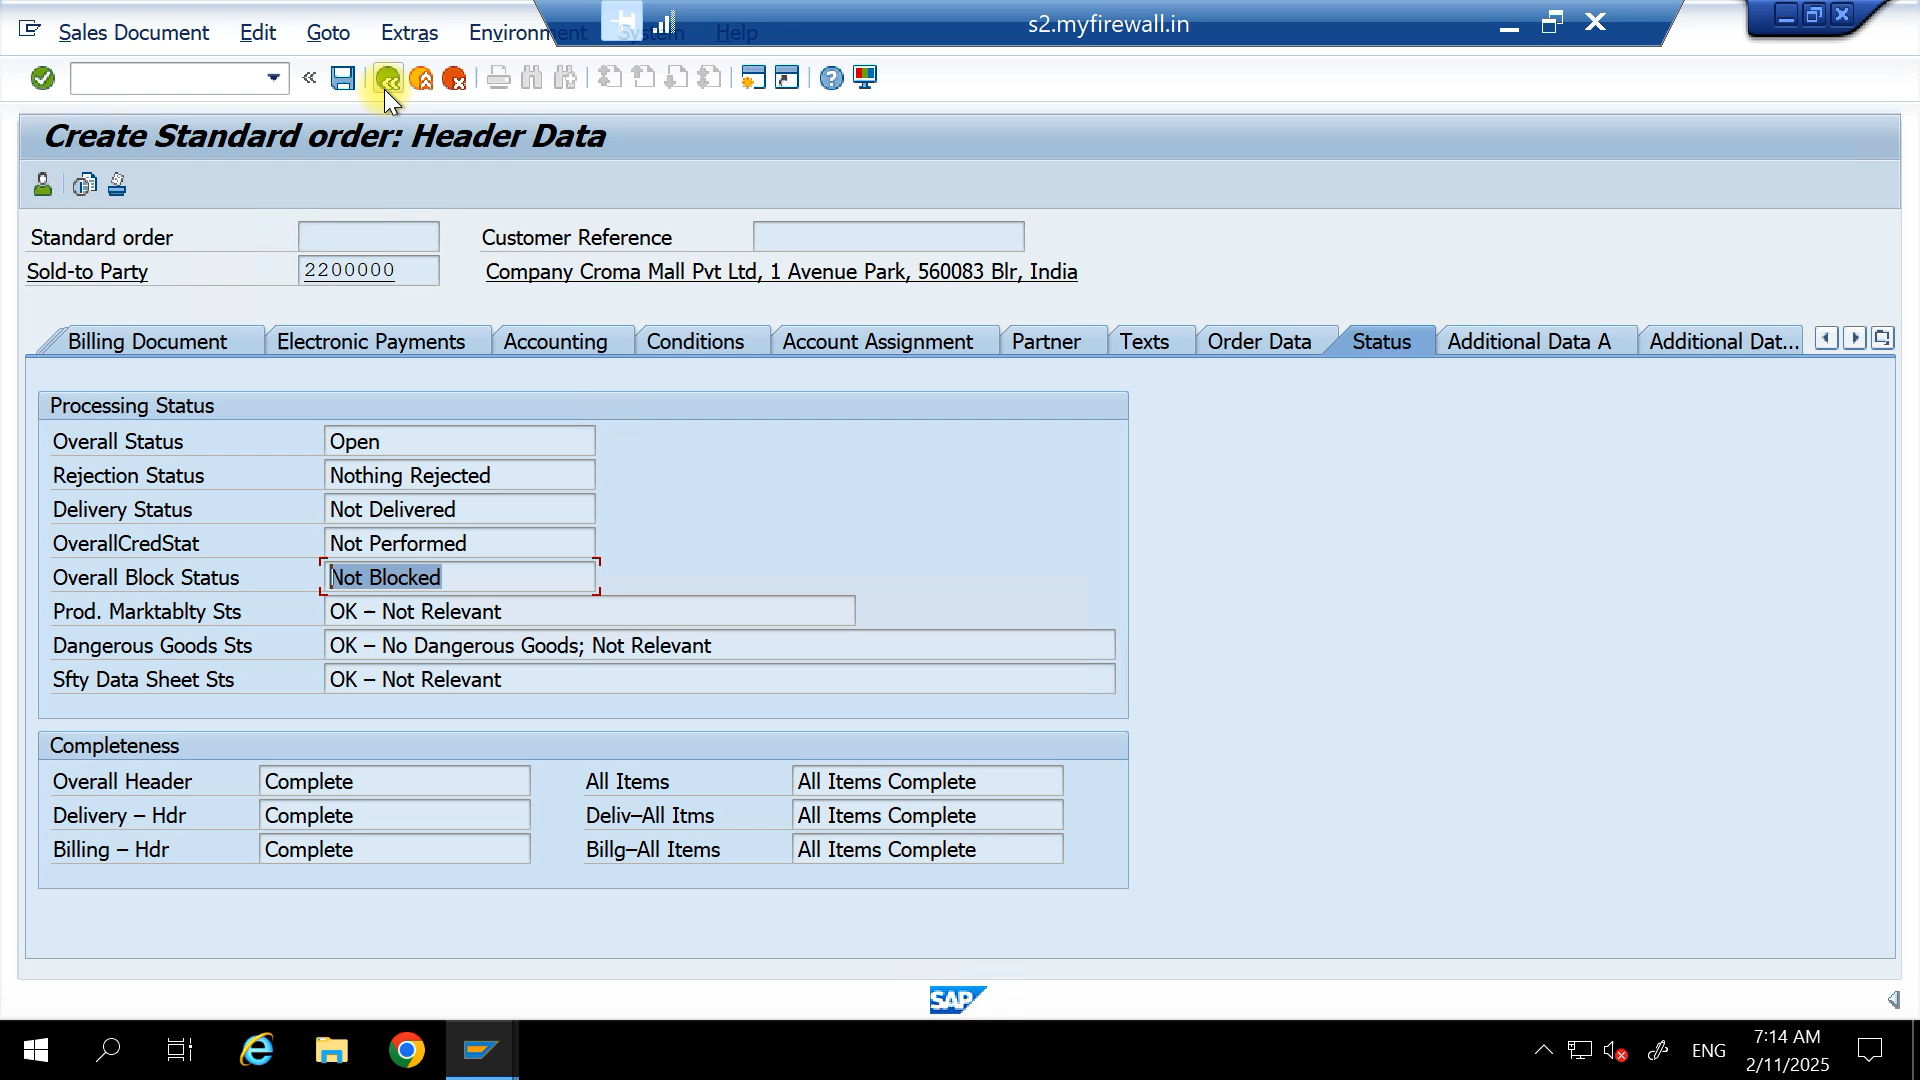 Sales Document Edit Goto Extras Environment System Help
s2.myfirewall.in
Create Standard order: Header Data
Standard order
Customer Reference
Sold-to Party 2200000 Company Croma Mall Pvt Ltd, 1 Avenue Park, 560083 Blr, India
Billing Document Electronic Payments Accounting Conditions Account Assignment Partner Texts Order Data Status Additional Data A Additional Dat...
Processing Status
Overall Status Open
Rejection Status Nothing Rejected
Delivery Status Not Delivered
OverallCredStat Not Performed
Overall Block Status Not Blocked
Prod. Marktablty Sts OK – Not Relevant
Dangerous Goods Sts OK – No Dangerous Goods; Not Relevant
Sfty Data Sheet Sts OK – Not Relevant
Completeness
Overall Header Complete All Items All Items Complete
Delivery – Hdr Complete Deliv–All Itms All Items Complete
Billing – Hdr Complete Billg–All Items All Items Complete
SAP
ENG
7:14 AM
2/11/2025